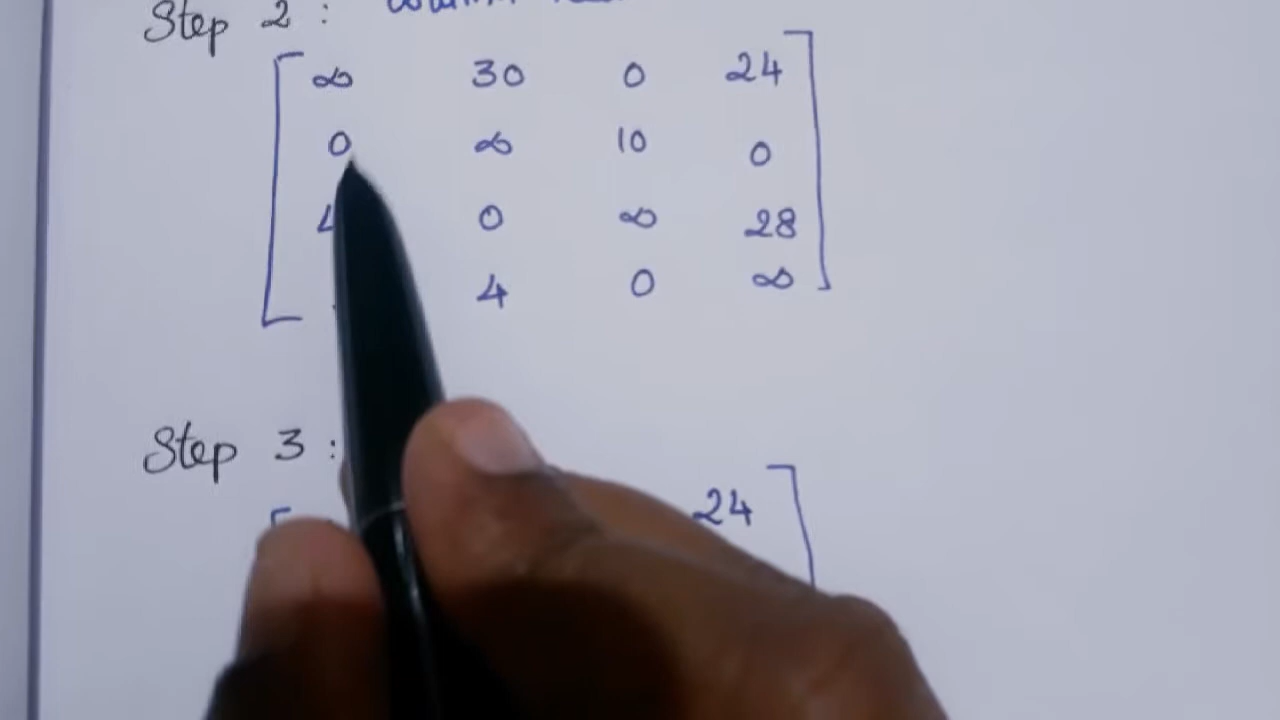 Step 2 :
∞ 30 0 24
0 ∞ 10 0
0 ∞ 28
4 0 ∞
Step 3 :
24